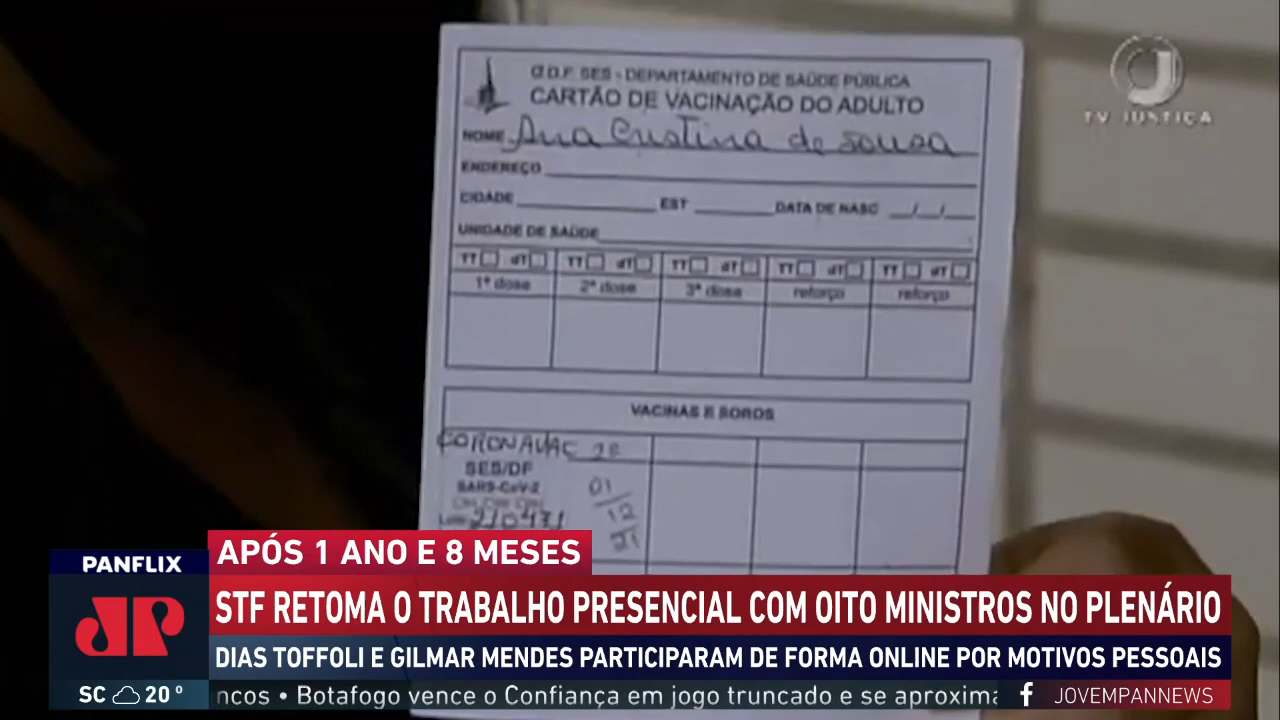 G.D.F. SES - DEPARTAMENTO DE SAÚDE PÚBLICA
CARTÃO DE VACINAÇÃO DO ADULTO
NOME Ana Cristina de Sousa
ENDEREÇO
CIDADE EST DATA DE NASC / /
UNIDADE DE SAÚDE
TT dT TT dT TT dT TT dT TT dT
1ª dose 2ª dose 3ª dose reforço reforço
VACINAS E SOROS
CORONAVAC
SES/DF
SARS-CoV-2
01
12
21
210431
TV JUSTIÇA
APÓS 1 ANO E 8 MESES
PANFLIX
JP
STF RETOMA O TRABALHO PRESENCIAL COM OITO MINISTROS NO PLENÁRIO
DIAS TOFFOLI E GILMAR MENDES PARTICIPARAM DE FORMA ONLINE POR MOTIVOS PESSOAIS
SC 20° ncos • Botafogo vence o Confiança em jogo truncado e se aproxima f JOVEMPANNEWS